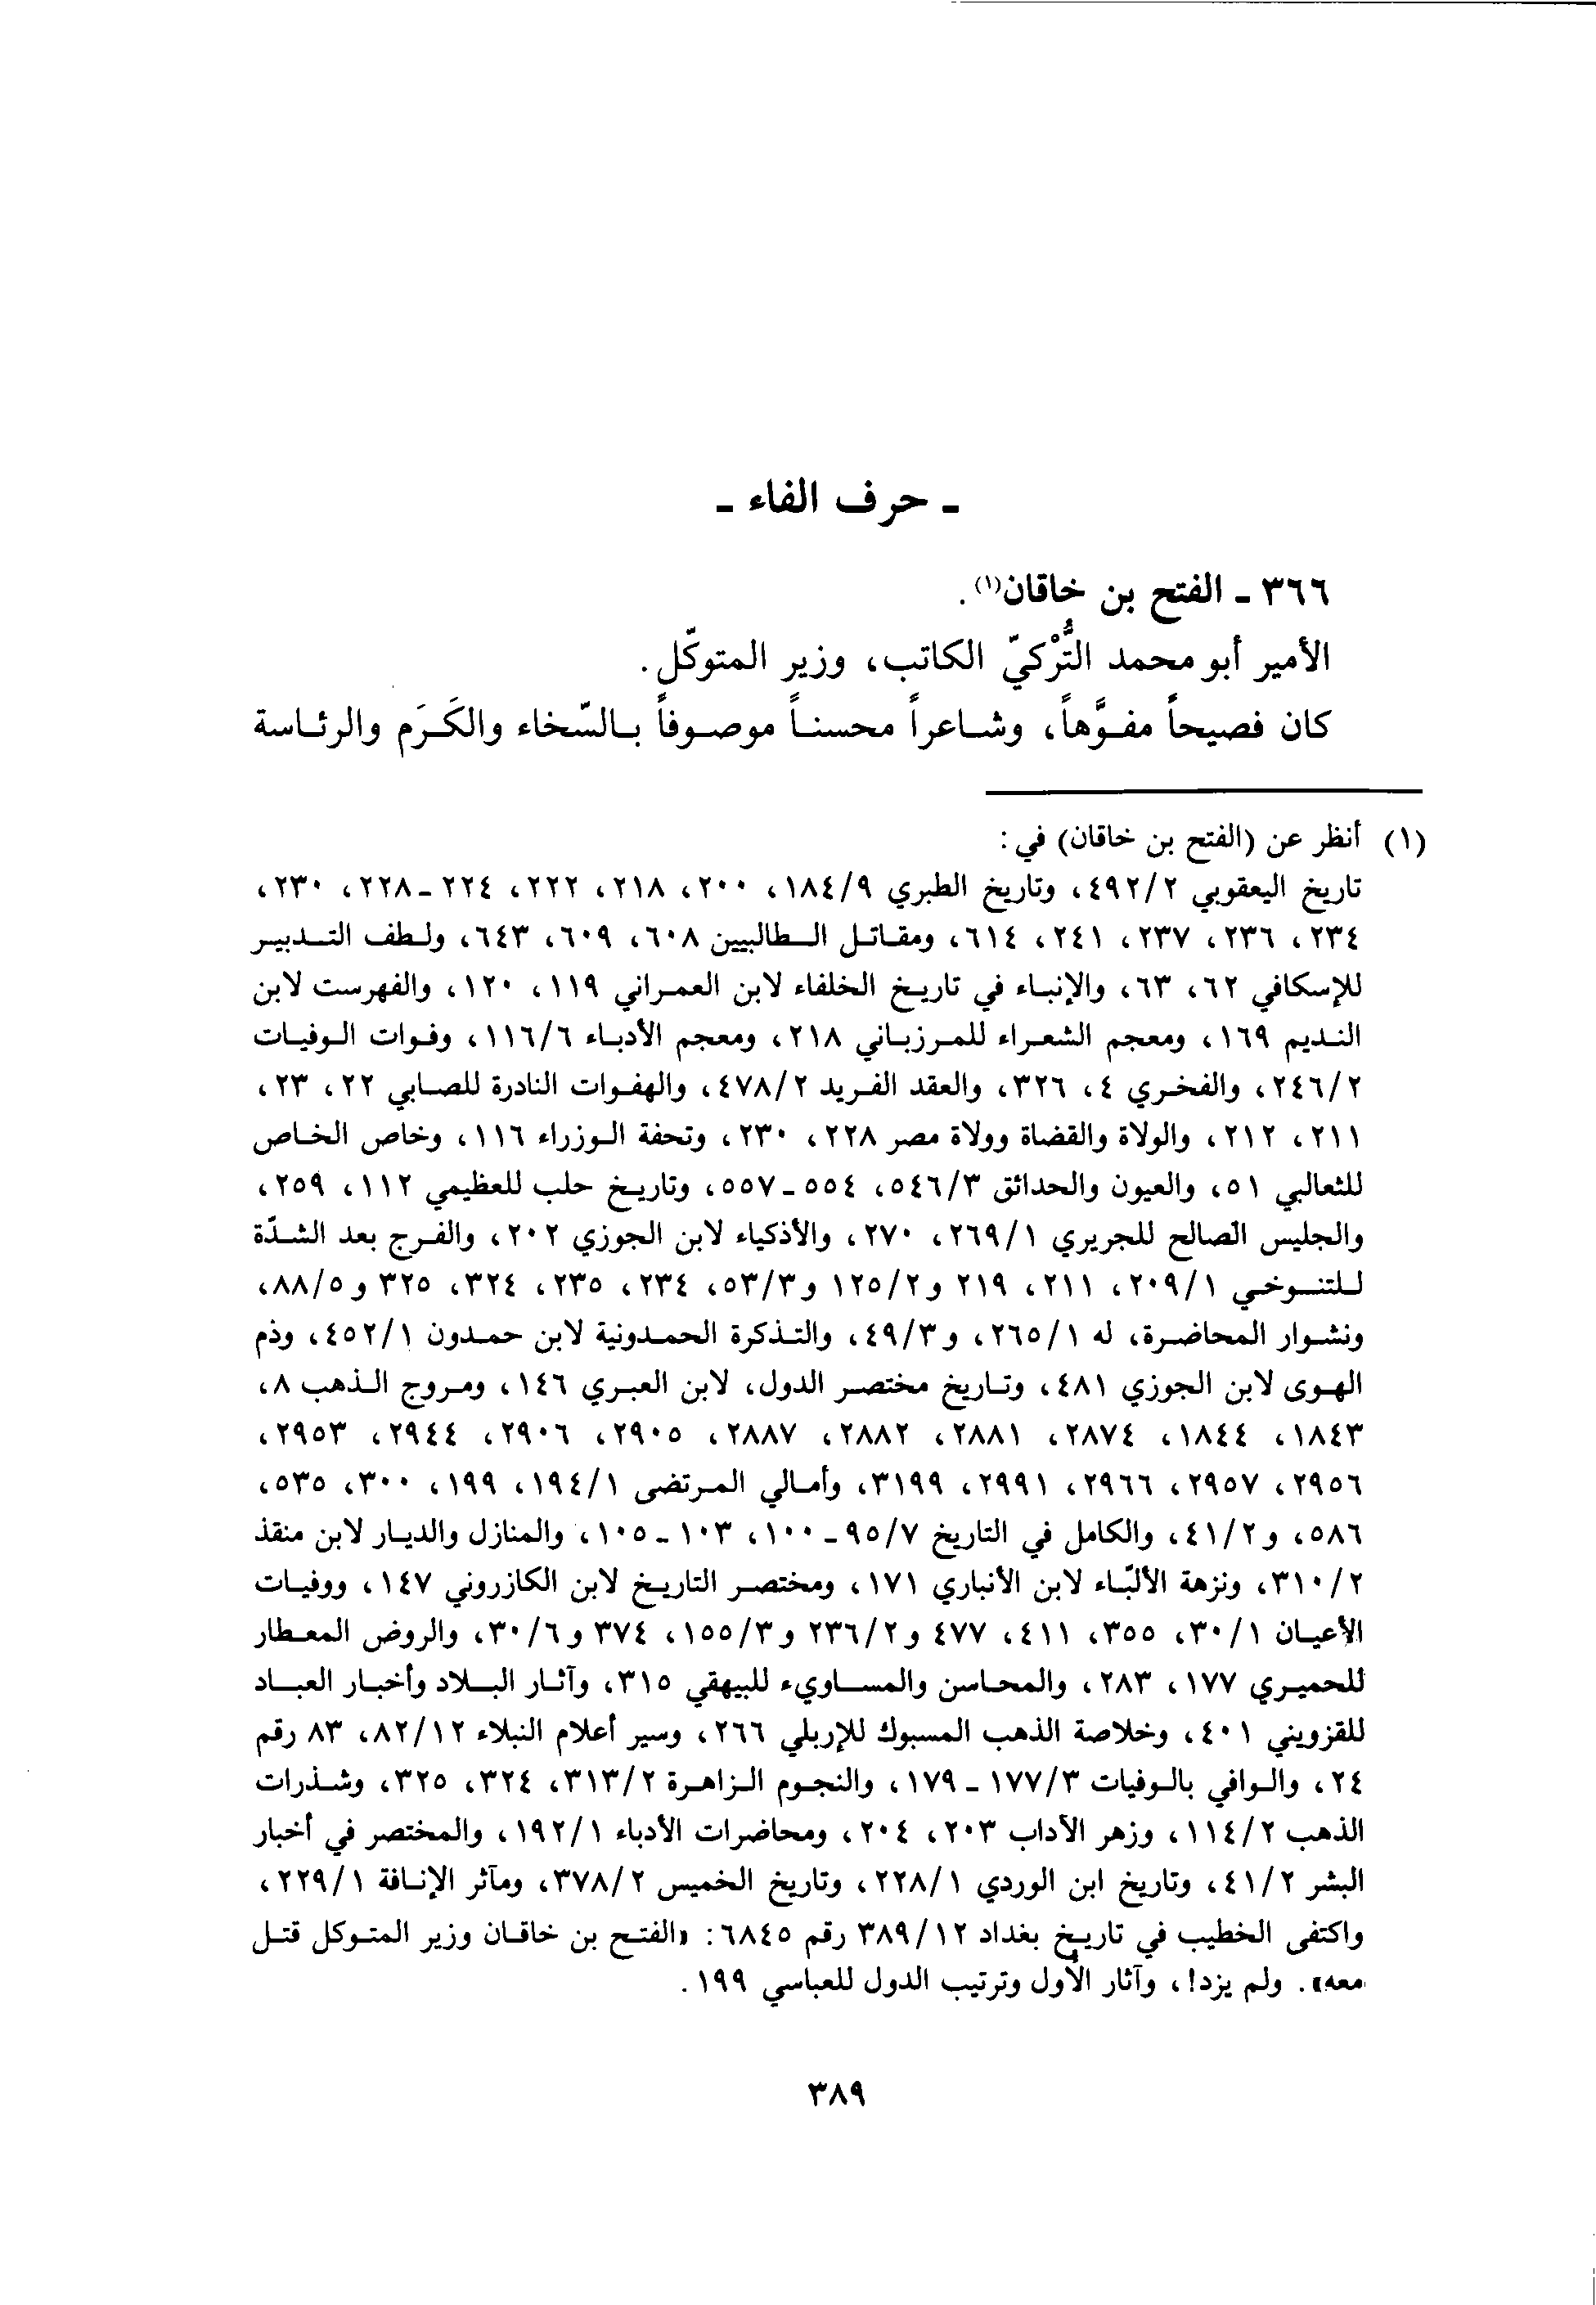 ـ حرف الفاء ـ
٣٦٦ ـ الفتح بن خاقان(١).
الأمير أبو محمد التُّرْكيّ الكاتب، وزير المتوكّل.
كان فصيحاً مفوَّهاً، وشاعراً محسناً موصوفاً بالسّخاء والكَرَم والرئاسة
(١) أنظر عن (الفتح بن خاقان) في:
تاريخ اليعقوبي ٤٩٢/٢، وتاريخ الطبري ١٨٤/٩، ٢٠٠، ٢١٨، ٢٢٢، ٢٢٤ ـ ٢٢٨، ٢٣٠،
٢٣٤، ٢٣٦، ٢٣٧، ٢٤١، ٦١٤، ومقاتل الطالبيين ٦٠٨، ٦٠٩، ٦٤٣، ولطف التدبير
للإسكافي ٦٢، ٦٣، والإنباء في تاريخ الخلفاء لابن العمراني ١١٩، ١٢٠، والفهرست لابن
النديم ١٦٩، ومعجم الشعراء للمرزباني ٢١٨، ومعجم الأدباء ١١٦/٦، وفوات الوفيات
٢٤٦/٢، والفخري ٤، ٣٢٦، والعقد الفريد ٤٧٨/٢، والهفوات النادرة للصابي ٢٢، ٢٣،
٢١١، ٢١٢، والولاة والقضاة وولاة مصر ٢٢٨، ٢٣٠، وتحفة الوزراء ١١٦، وخاص الخاص
للثعالبي ٥١، والعيون والحدائق ٥٤٦/٣، ٥٥٤ ـ ٥٥٧، وتاريخ حلب للعظيمي ١١٢، ٢٥٩،
والجليس الصالح للجريري ٢٦٩/١، ٢٧٠، والأذكياء لابن الجوزي ٢٠٢، والفرج بعد الشدّة
للتنوخي ٢٠٩/١، ٢١١، ٢١٩ و١٢٥/٢ و٥٣/٣، ٢٣٤، ٢٣٥، ٣٢٤، ٣٢٥ و٨٨/٥،
ونشوار المحاضرة، له ٢٦٥/١، و٤٩/٣، والتذكرة الحمدونية لابن حمدون ٤٥٢/١، وذم
الهوى لابن الجوزي ٤٨١، وتاريخ مختصر الدول، لابن العبري ١٤٦، ومروج الذهب ٨،
١٨٤٣، ١٨٤٤، ٢٨٧٤، ٢٨٨١، ٢٨٨٢، ٢٨٨٧، ٢٩٠٥، ٢٩٠٦، ٢٩٤٤، ٢٩٥٣،
٢٩٥٦، ٢٩٥٧، ٢٩٦٦، ٢٩٩١، ٣١٩٩، وأمالي المرتضى ١٩٤/١، ١٩٩، ٣٠٠، ٥٣٥،
٥٨٦، و٤١/٢، والكامل في التاريخ ٩٥/٧ ـ ١٠٠، ١٠٣ ـ ١٠٥، والمنازل والديار لابن منقذ
٣١٠/٢، ونزهة الألبّاء لابن الأنباري ١٧١، ومختصر التاريخ لابن الكازروني ١٤٧، ووفيات
الأعيان ٣٠/١، ٣٥٥، ٤١١، ٤٧٧ و٢٣٦/٢ و١٥٥/٣، ٣٧٤ و٣٠/٦، والروض المعطار
للحميري ١٧٧، ٢٨٣، والمحاسن والمساويء للبيهقي ٣١٥، وآثار البلاد وأخبار العباد
للقزويني ٤٠١، وخلاصة الذهب المسبوك للإربلي ٢٦٦، وسير أعلام النبلاء ٨٢/١٢، ٨٣ رقم
٢٤، والوافي بالوفيات ١٧٧/٣ ـ ١٧٩، والنجوم الزاهرة ٣١٣/٢، ٣٢٤، ٣٢٥، وشذرات
الذهب ١١٤/٢، وزهر الآداب ٢٠٣، ٢٠٤، ومحاضرات الأدباء ١٩٢/١، والمختصر في أخبار
البشر ٤١/٢، وتاريخ ابن الوردي ٢٢٨/١، وتاريخ الخميس ٣٧٨/٢، ومآثر الإنافة ٢٢٩/١،
واكتفى الخطيب في تاريخ بغداد ٣٨٩/١٢ رقم ٦٨٤٥: «الفتح بن خاقان وزير المتوكل قتل
معه». ولم يزد!، وآثار الأول وترتيب الدول للعباسي ١٩٩.
٣٨٩